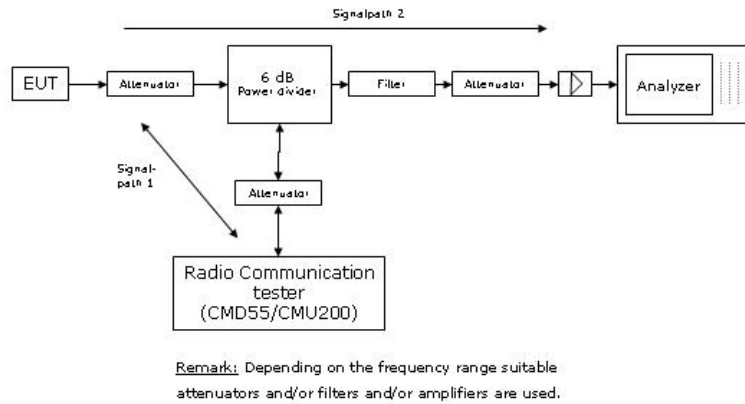 Signalpath 2
EUT
Attenuator
6 dB
Power divider
Filter
Attenuator
Analyzer
Signal-
path 1
Attenuator
Radio Communication
tester
(CMD55/CMU200)
Remark: Depending on the frequency range suitable
attenuators and/or filters and/or amplifiers are used.